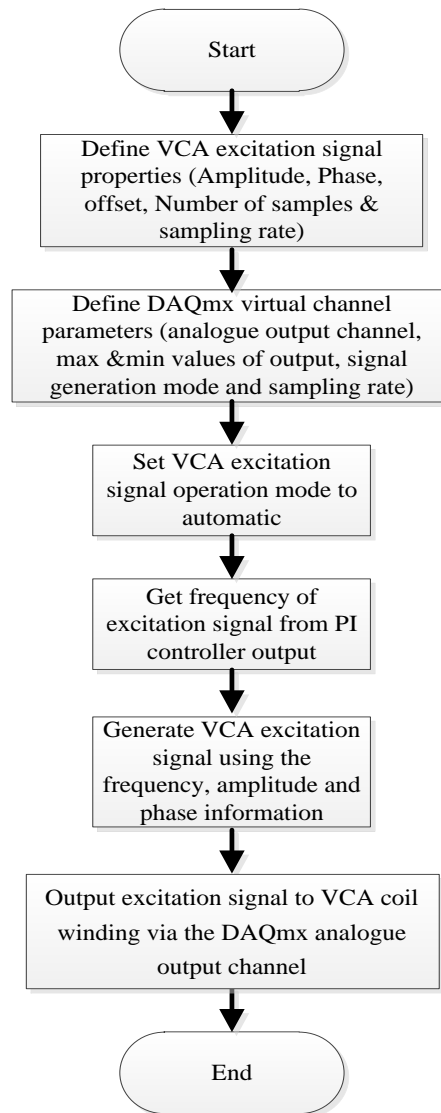 Start
Define VCA excitation signal
properties (Amplitude, Phase,
offset, Number of samples &
sampling rate)
Define DAQmx virtual channel
parameters (analogue output channel,
max &min values of output, signal
generation mode and sampling rate)
Set VCA excitation
signal operation mode to
automatic
Get frequency of
excitation signal from PI
controller output
Generate VCA excitation
signal using the
frequency, amplitude and
phase information
Output excitation signal to VCA coil
winding via the DAQmx analogue
output channel
End